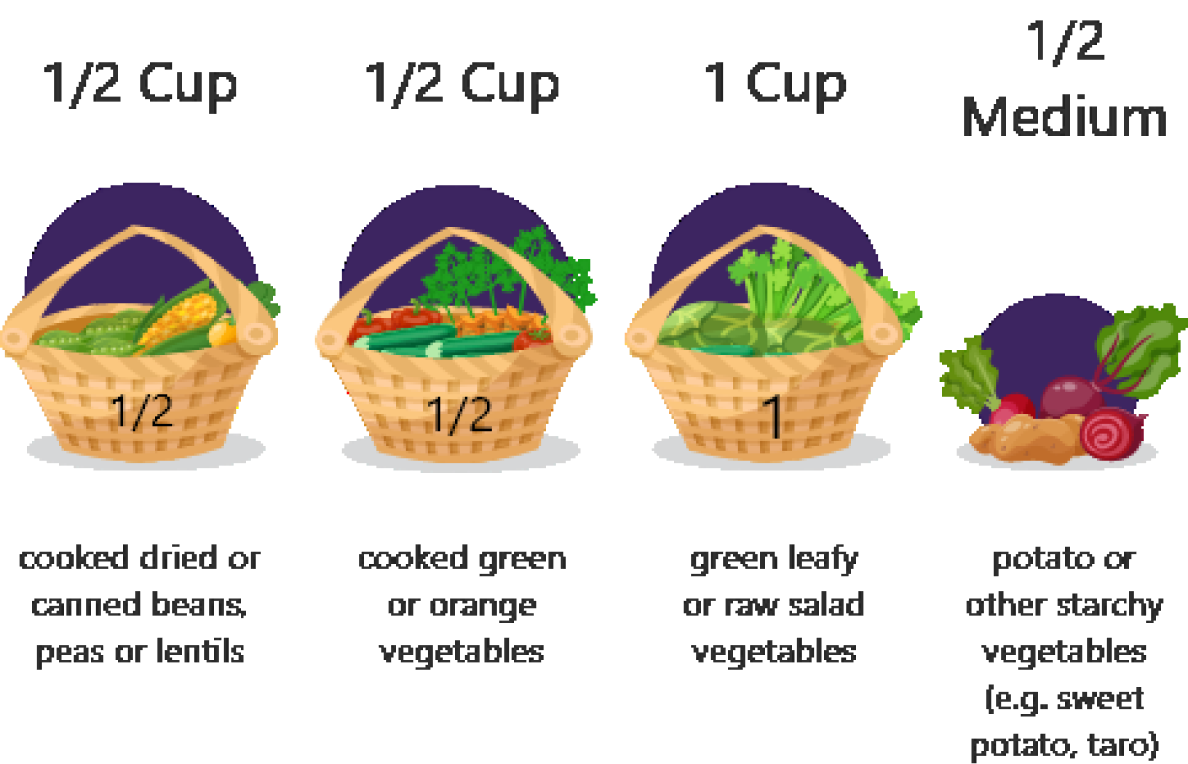 1/2 Cup
1/2
cooked dried or
canned beans,
peas or lentils
1/2 Cup
1/2
cooked green
or orange
vegetables
1 Cup
1
green leafy
or raw salad
vegetables
1/2
Medium
potato or
other starchy
vegetables
(e.g. sweet
potato, taro)